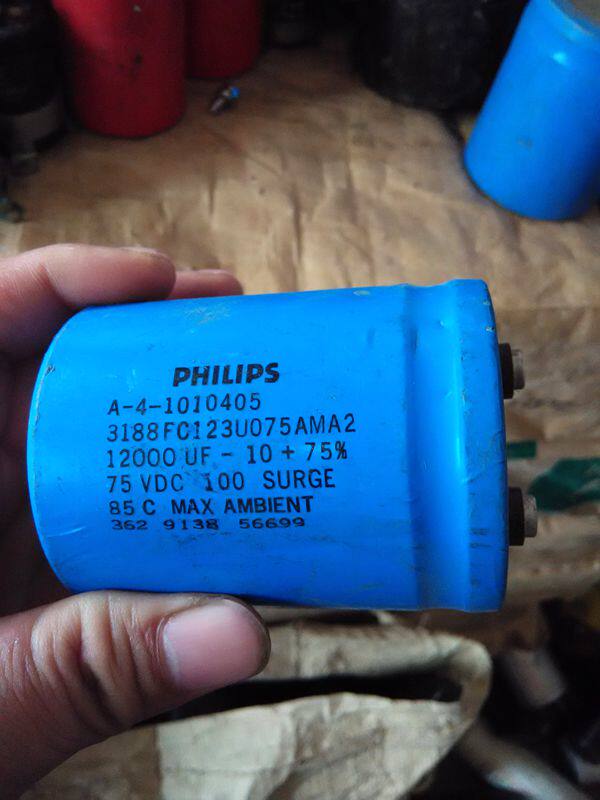 PHILIPS
A-4-1010405
3188FC123U075AMA2
12000 UF - 10 + 75%
75 VDC 100 SURGE
85 C MAX AMBIENT
362 9138 56699